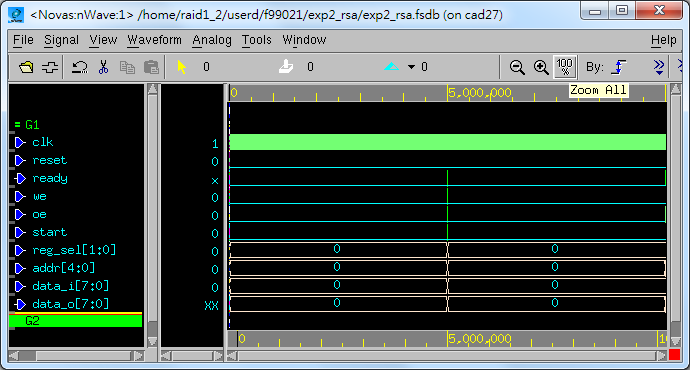 <Novas:nWave:1> /home/raid1_2/userd/f99021/exp2_rsa/exp2_rsa.fsdb (on cad27)
File Signal View Waveform Analog Tools Window Help
0 0 0 100 % By:
Zoom All
0 5,000,000
G1
clk 1
reset 0
ready x
we 0
oe 0
start 0
reg_sel[1:0] 0 0 0
addr[4:0] 0 0 0
data_i[7:0] 0 0 0
data_o[7:0] XX 0 0
G2
0 5,000,000 10